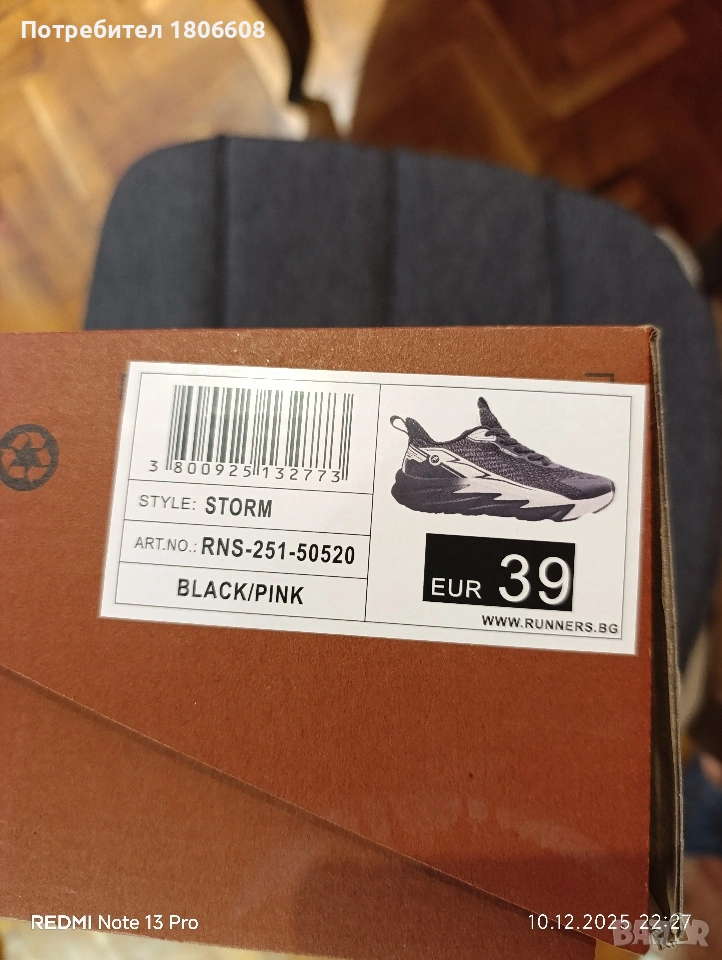 Потребител 1806608
3 800925 132773
STYLE: STORM
ART.NO.: RNS-251-50520
BLACK/PINK
EUR 39
WWW.RUNNERS.BG
REDMI Note 13 Pro
10.12.2025 22:27
BAZAR